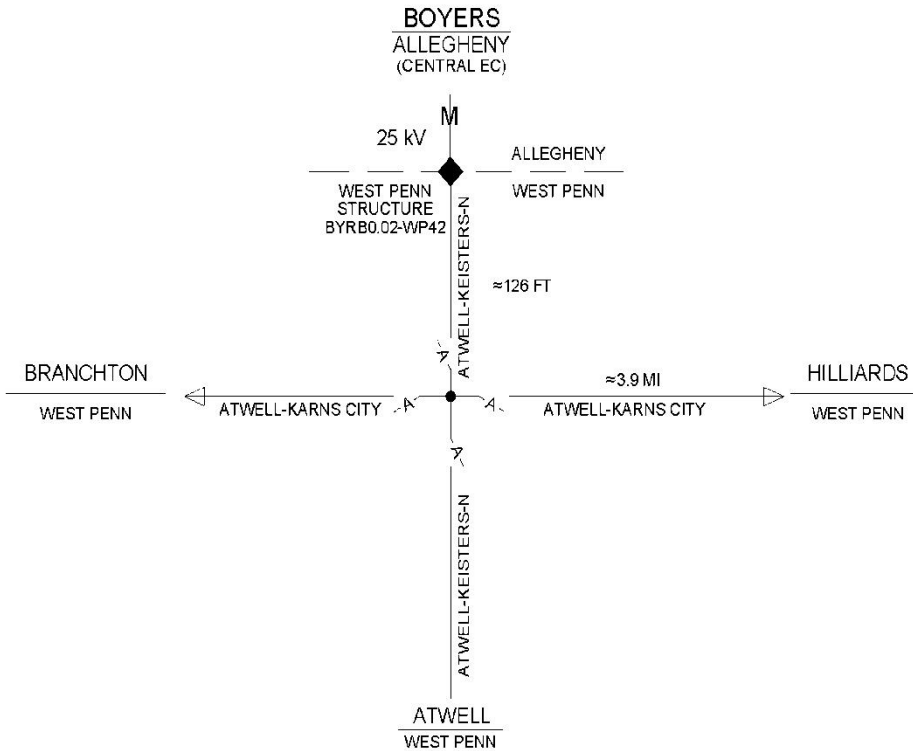 BOYERS
ALLEGHENY
(CENTRAL EC)
M
25 kV
ALLEGHENY
WEST PENN
STRUCTURE
BYRB0.02-WP42
WEST PENN
ATWELL-KEISTERS-N
≈126 FT
A
BRANCHTON
WEST PENN
ATWELL-KARNS CITY
A
A
≈3.9 MI
ATWELL-KARNS CITY
HILLIARDS
WEST PENN
A
ATWELL-KEISTERS-N
ATWELL
WEST PENN